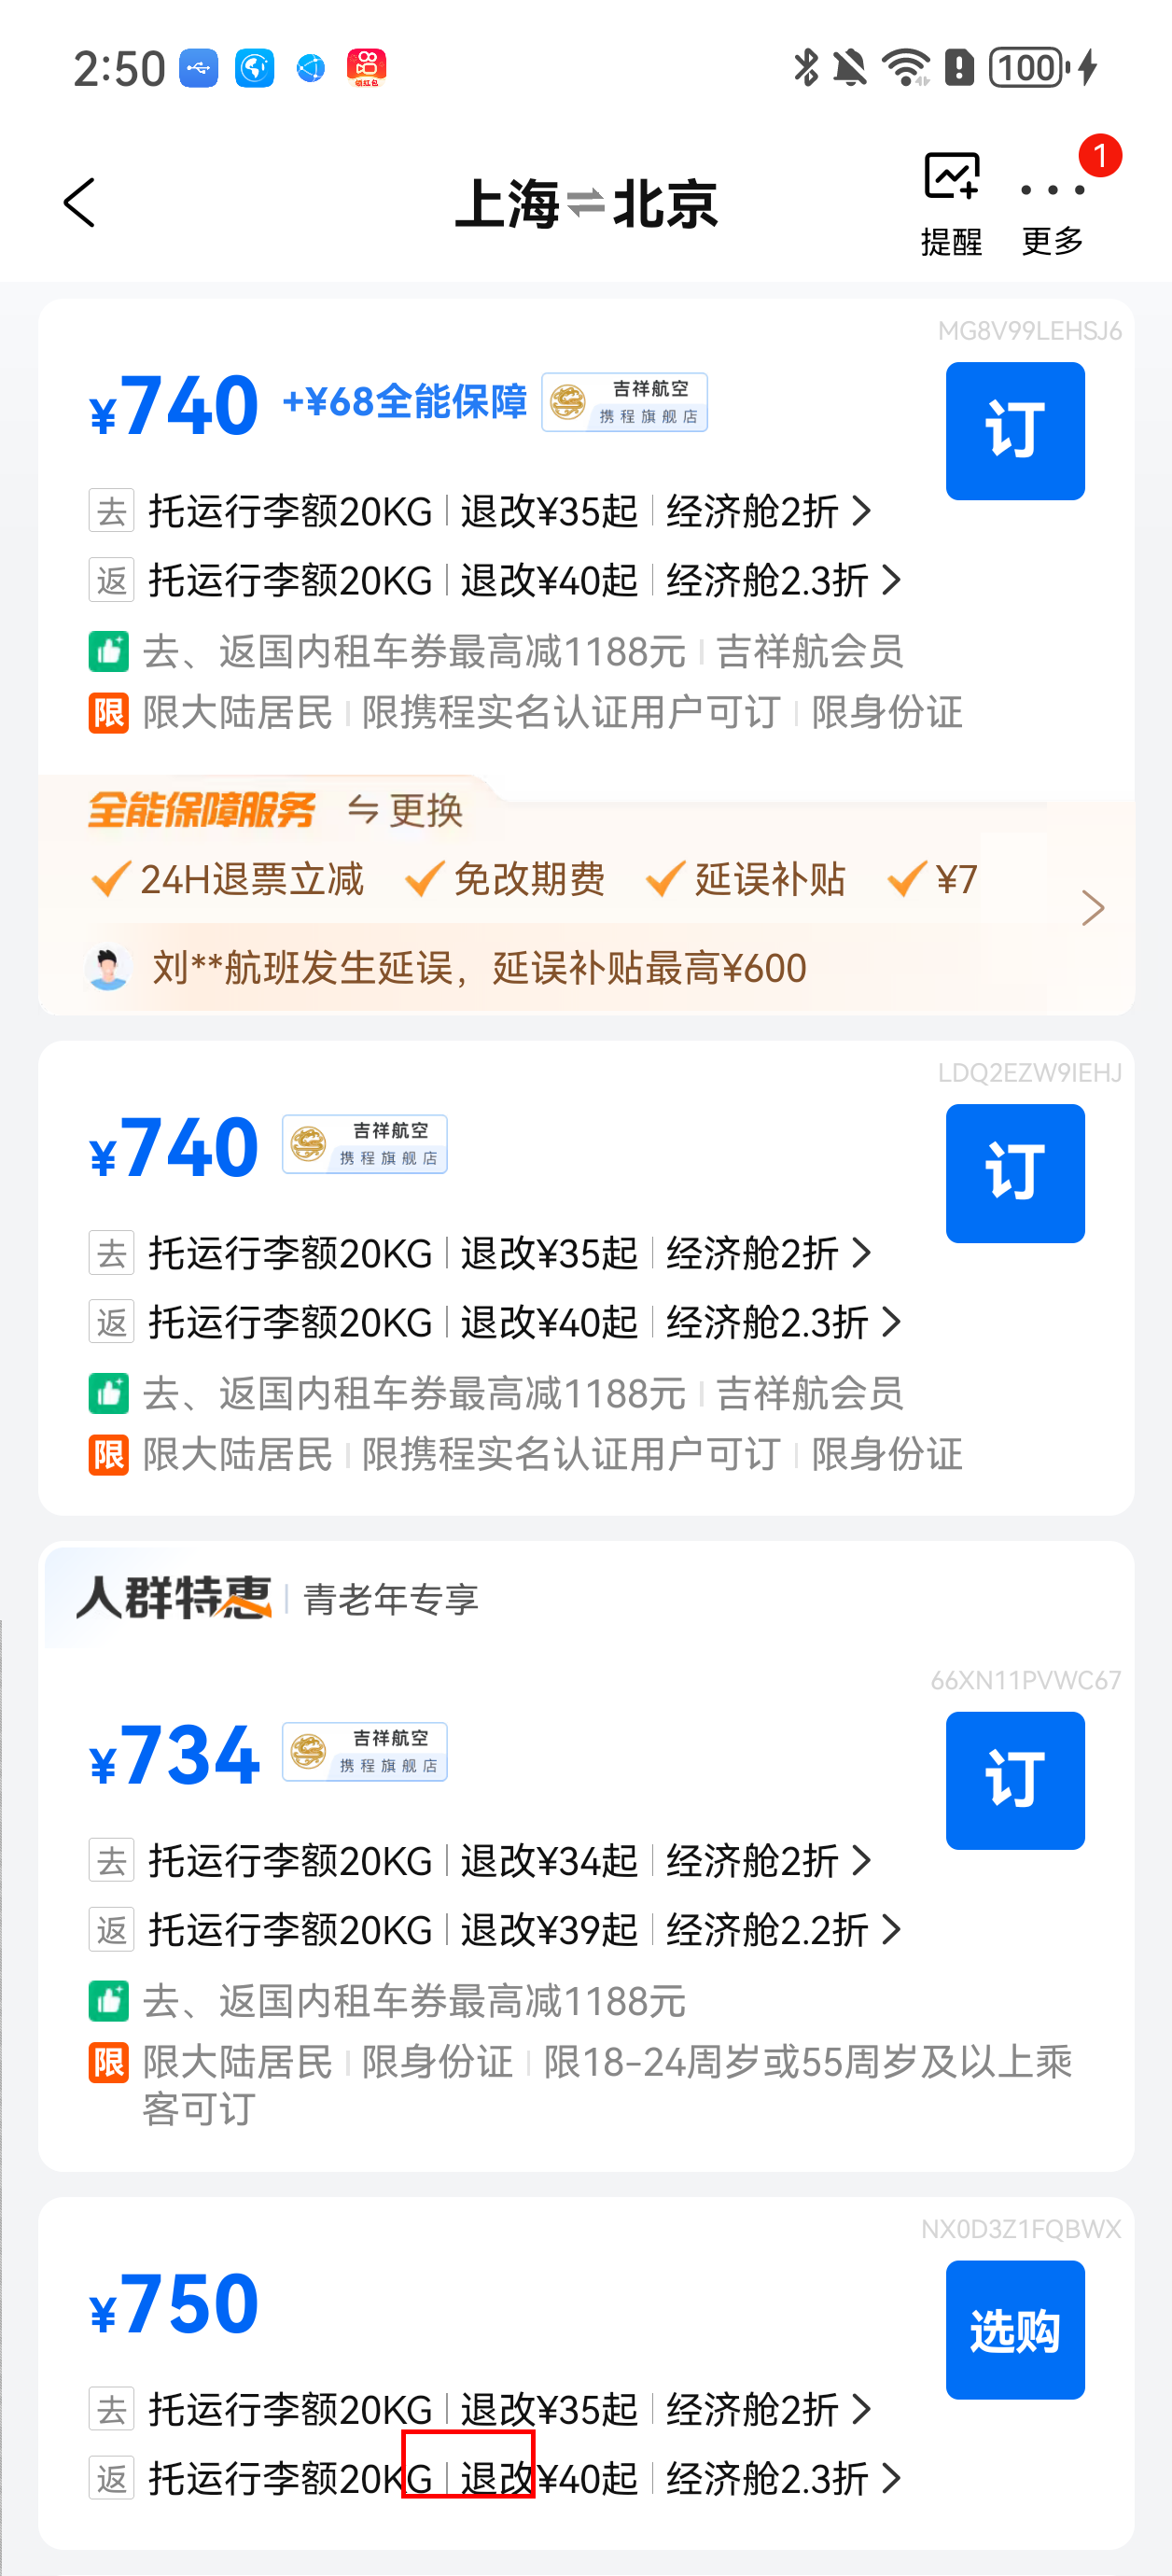 2:50
领红包
100
上海⇌北京
提醒
更多
1
MG8V99LEHSJ6
¥740 +¥68全能保障 吉祥航空 携程旗舰店
订
去 托运行李额20KG | 退改¥35起 | 经济舱2折 >
返 托运行李额20KG | 退改¥40起 | 经济舱2.3折 >
去、返国内租车券最高减1188元 | 吉祥航会员
限 限大陆居民 | 限携程实名认证用户可订 | 限身份证
全能保障服务 ⇋ 更换
24H退票立减 免改期费 延误补贴 ¥7
刘**航班发生延误，延误补贴最高¥600
LDQ2EZW9IEHJ
¥740 吉祥航空 携程旗舰店
订
去 托运行李额20KG | 退改¥35起 | 经济舱2折 >
返 托运行李额20KG | 退改¥40起 | 经济舱2.3折 >
去、返国内租车券最高减1188元 | 吉祥航会员
限 限大陆居民 | 限携程实名认证用户可订 | 限身份证
人群特惠 | 青老年专享
66XN11PVWC67
¥734 吉祥航空 携程旗舰店
订
去 托运行李额20KG | 退改¥34起 | 经济舱2折 >
返 托运行李额20KG | 退改¥39起 | 经济舱2.2折 >
去、返国内租车券最高减1188元
限 限大陆居民 | 限身份证 | 限18-24周岁或55周岁及以上乘
客可订
NX0D3Z1FQBWX
¥750
选购
去 托运行李额20KG | 退改¥35起 | 经济舱2折 >
返 托运行李额20KG | 退改¥40起 | 经济舱2.3折 >